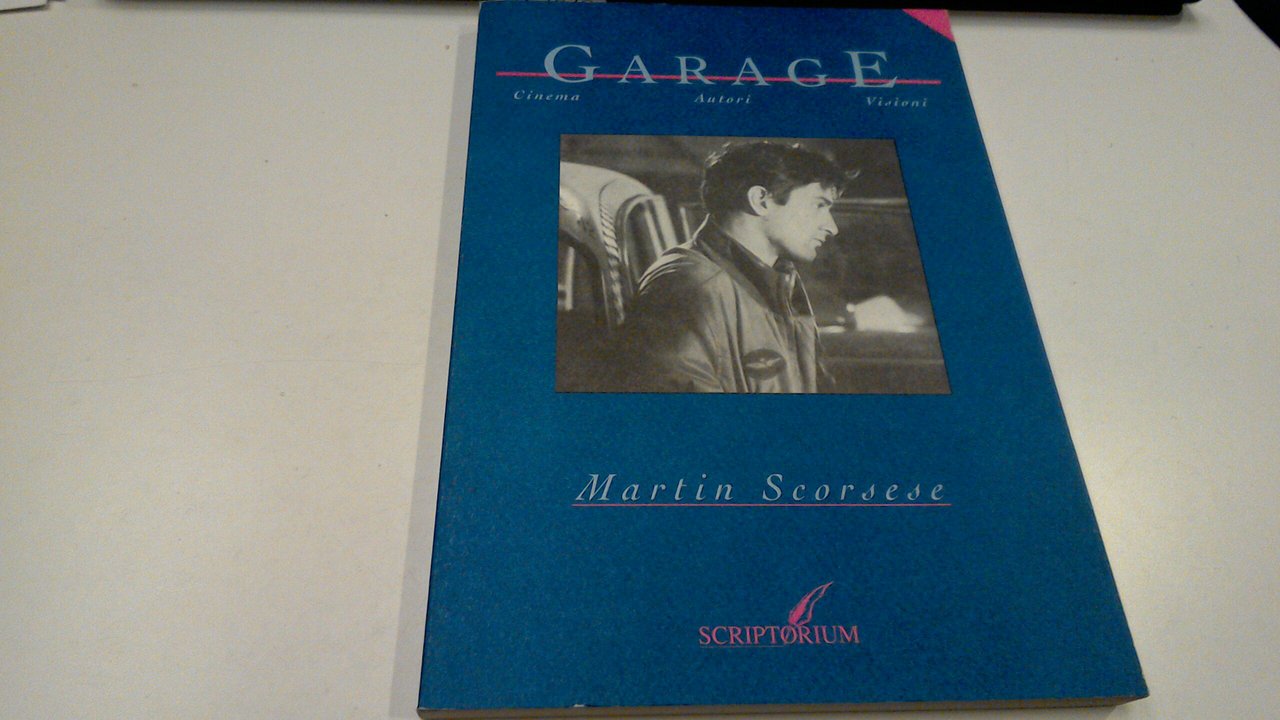 GARAGE
Cinema Autori Visioni
Martin Scorsese
SCRIPTORIUM